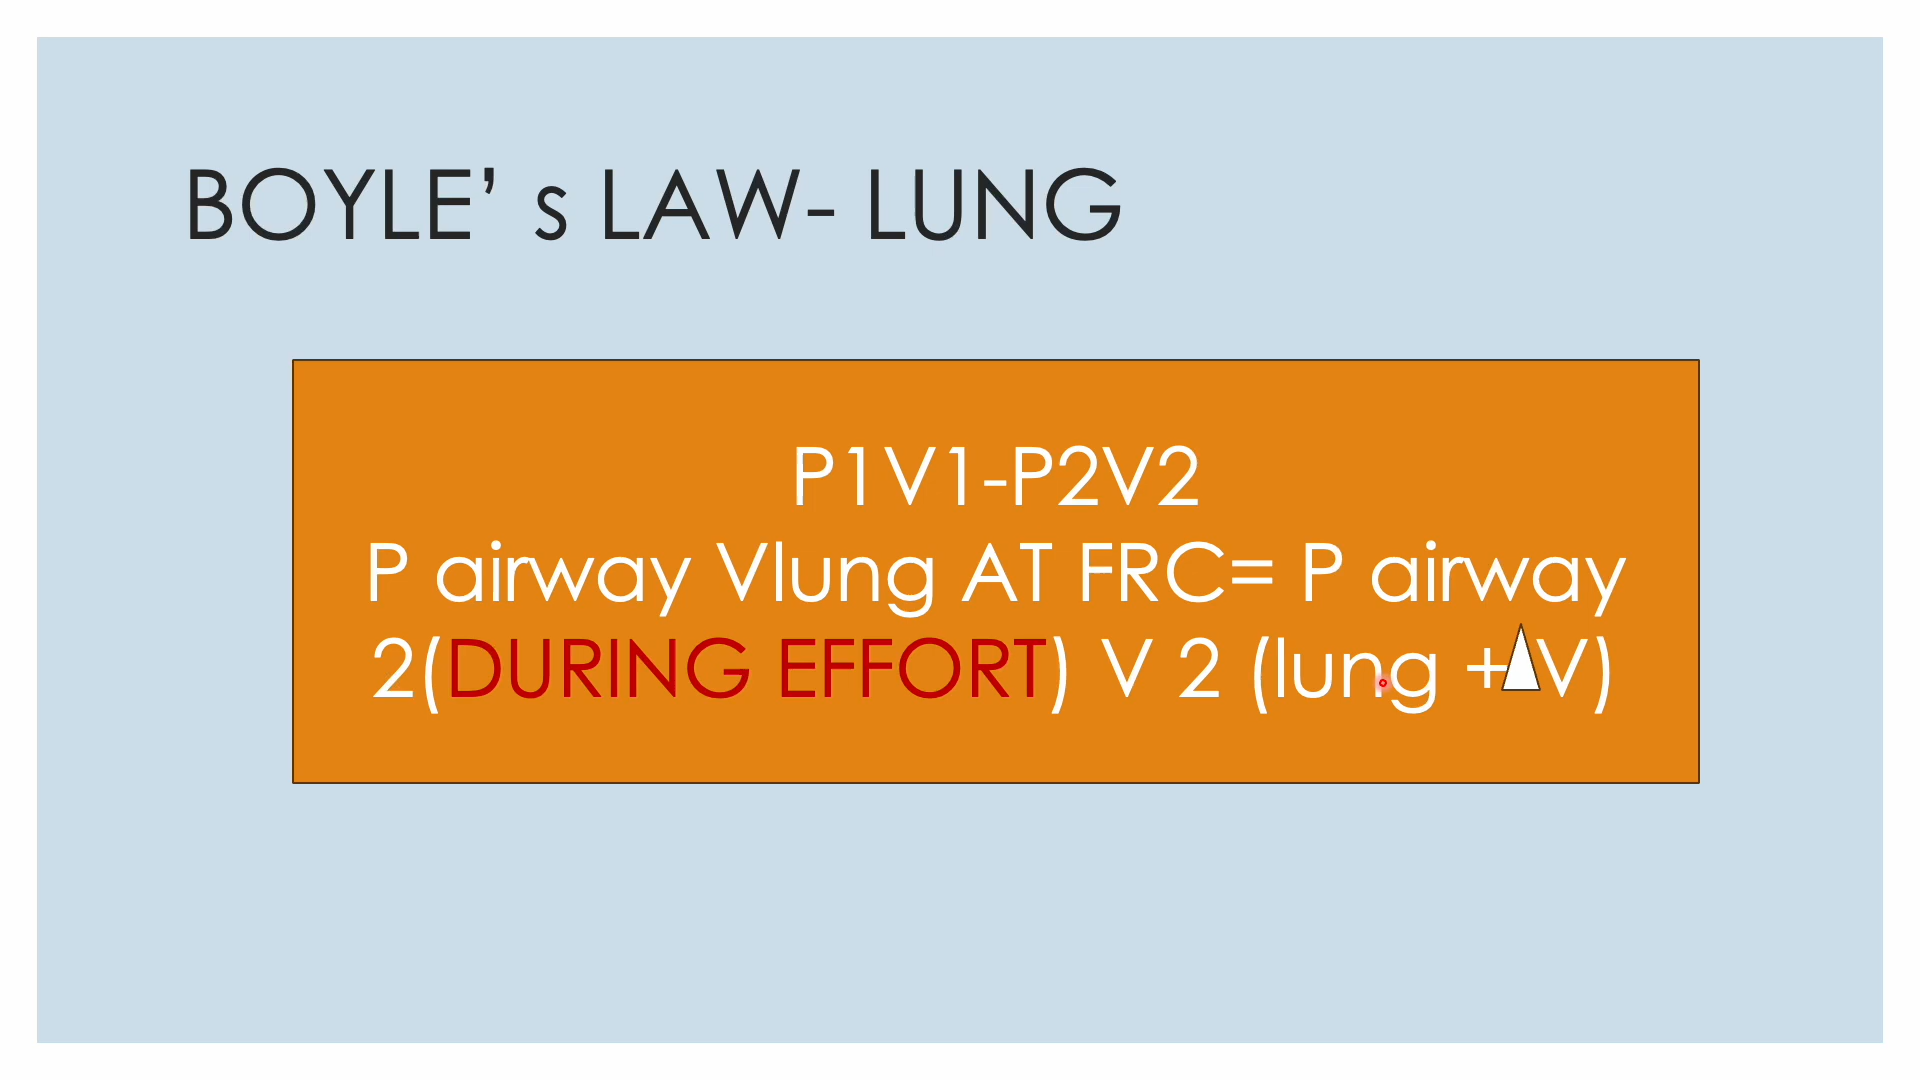 BOYLE’ s LAW- LUNG
P1V1-P2V2
P airway Vlung AT FRC= P airway
2(DURING EFFORT) V 2 (lung + V)